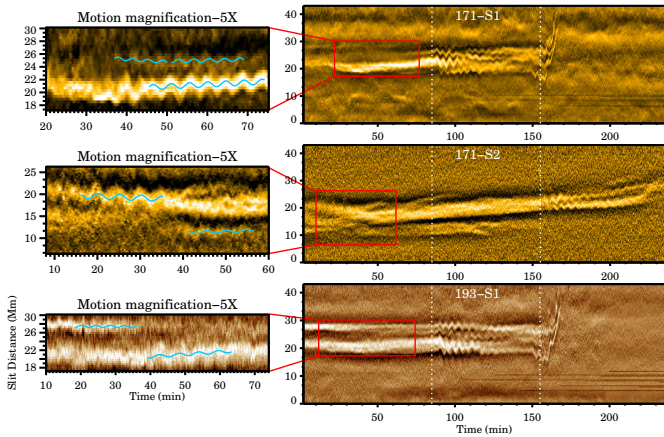 Motion magnification–5X
30
28
26
24
22
20
18
20 30 40 50 60 70
171–S1
40
30
20
10
0
50 100 150 200
Motion magnification–5X
25
20
15
10
10 20 30 40 50 60
171–S2
40
30
20
10
0
50 100 150 200
Motion magnification–5X
30
28
26
24
22
20
18
10 20 30 40 50 60 70
Time (min)
Slit Distance (Mm)
193–S1
40
30
20
10
0
50 100 150 200
Time (min)